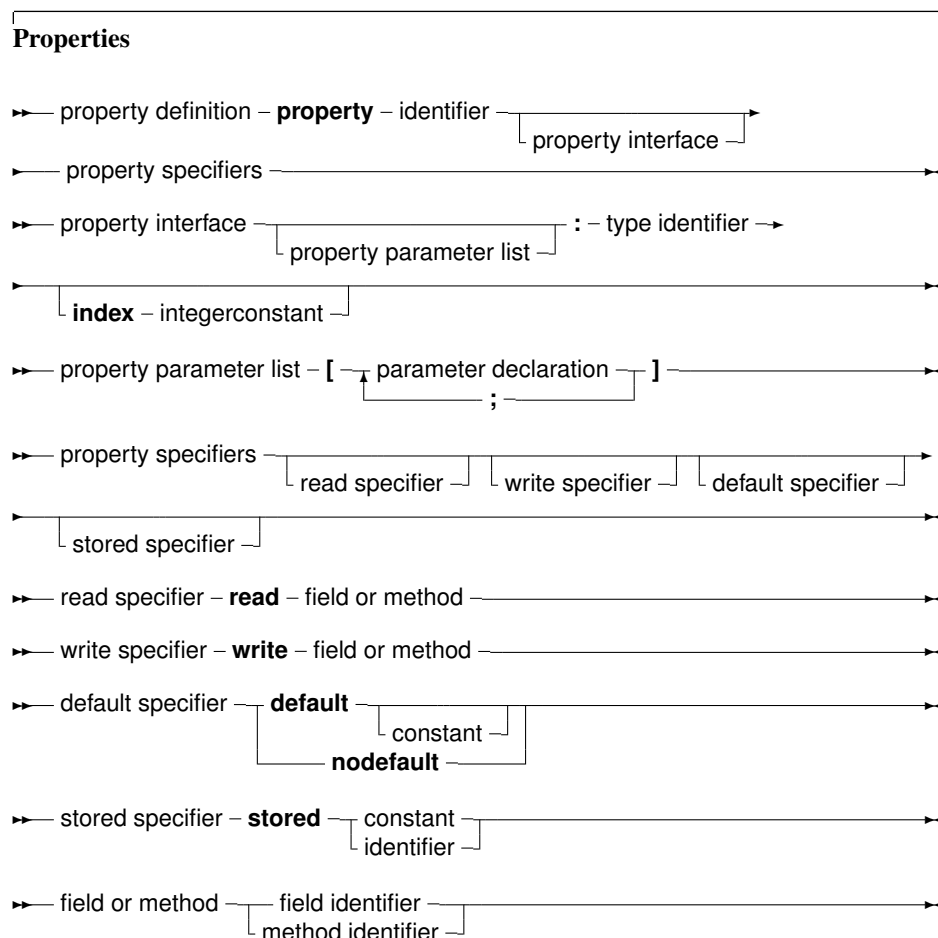 Properties
property definition – property – identifier
property interface
property specifiers
property interface : – type identifier
property parameter list
index – integerconstant
property parameter list – [ parameter declaration ]
;
property specifiers
read specifier write specifier default specifier
stored specifier
read specifier – read – field or method
write specifier – write – field or method
default specifier default
constant
nodefault
stored specifier – stored constant
identifier
field or method field identifier
method identifier